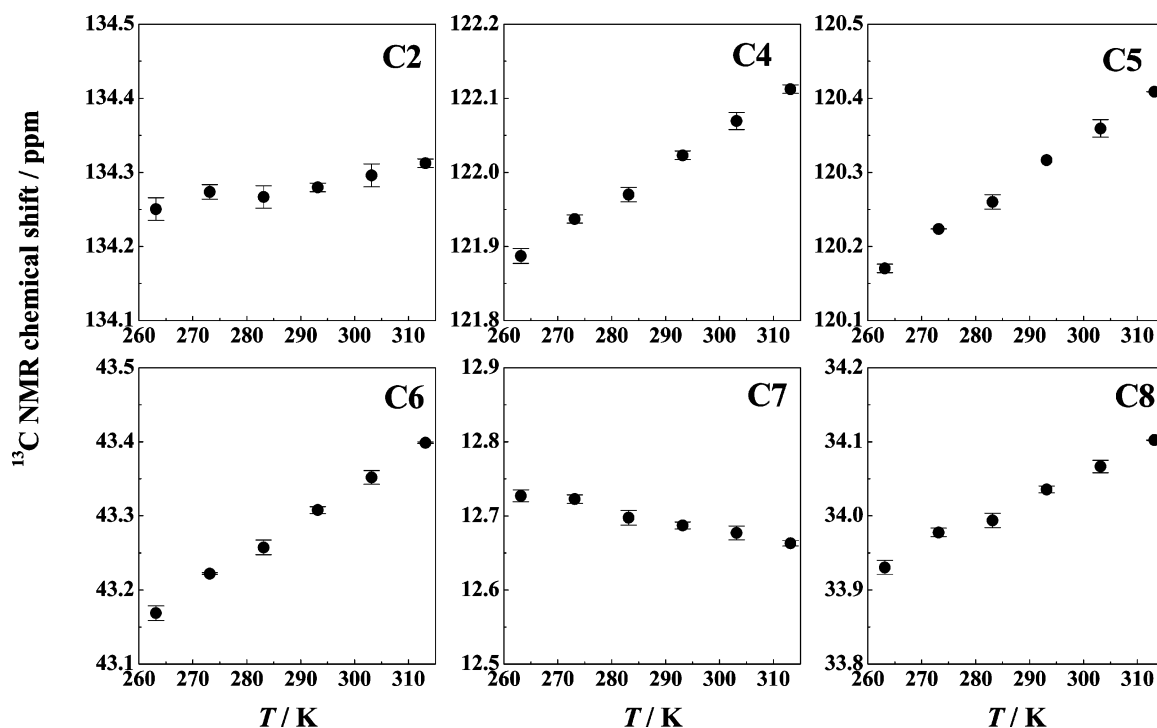 ¹³C NMR chemical shift / ppm
134.5
134.4
134.3
134.2
134.1
C2
260 270 280 290 300 310
122.2
122.1
122.0
121.9
121.8
C4
260 270 280 290 300 310
120.5
120.4
120.3
120.2
120.1
C5
260 270 280 290 300 310
43.5
43.4
43.3
43.2
43.1
C6
260 270 280 290 300 310
T / K
12.9
12.8
12.7
12.6
12.5
C7
260 270 280 290 300 310
T / K
34.2
34.1
34.0
33.9
33.8
C8
260 270 280 290 300 310
T / K